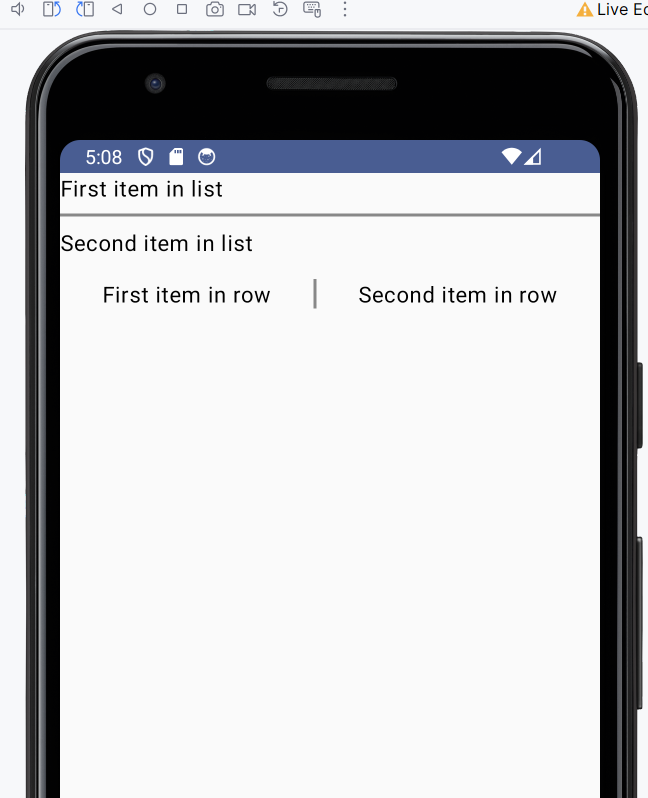 Live
5:08
First item in list
Second item in list
First item in row
Second item in row